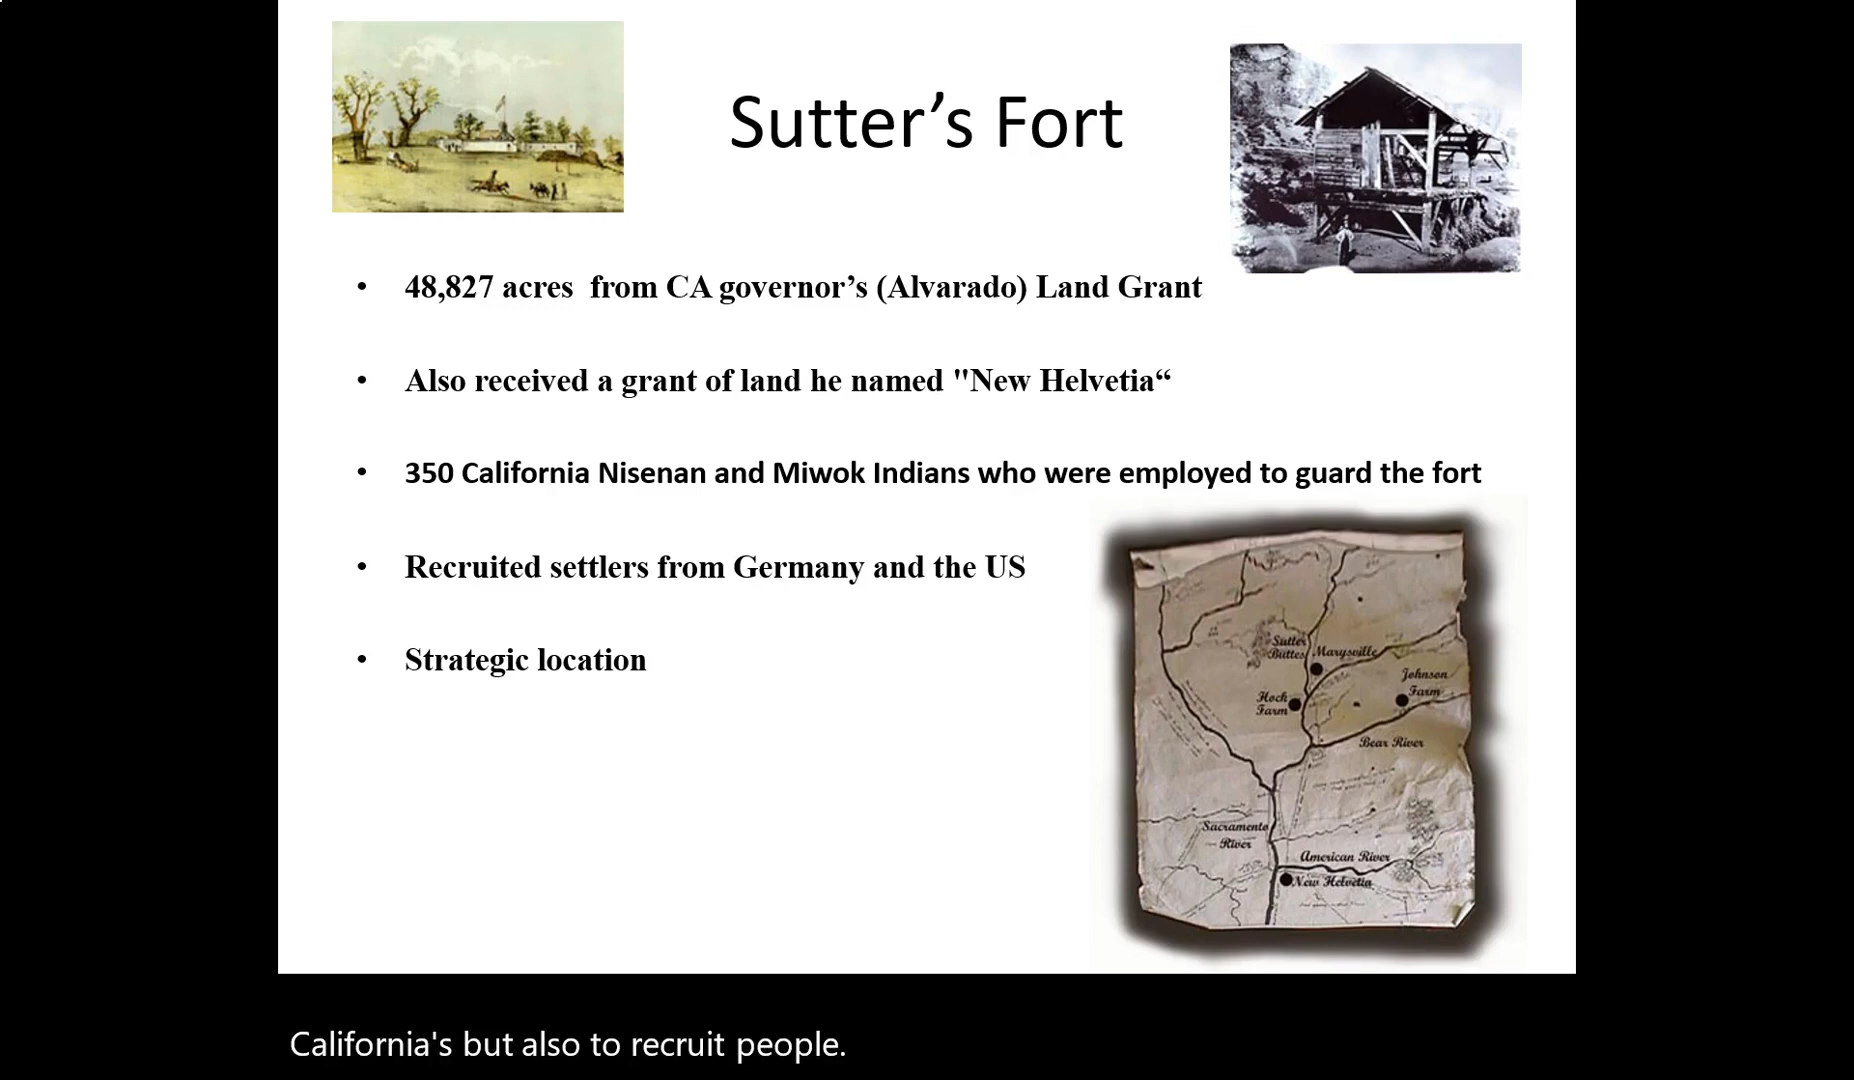 Sutter’s Fort
• 48,827 acres  from CA governor’s (Alvarado) Land Grant
• Also received a grant of land he named "New Helvetia“
• 350 California Nisenan and Miwok Indians who were employed to guard the fort
• Recruited settlers from Germany and the US
• Strategic location
Sutter
Buttes
Marysville
Johnson
Farm
Hock
Farm
Bear River
Sacramento
River
American River
New Helvetia
California's but also to recruit people.